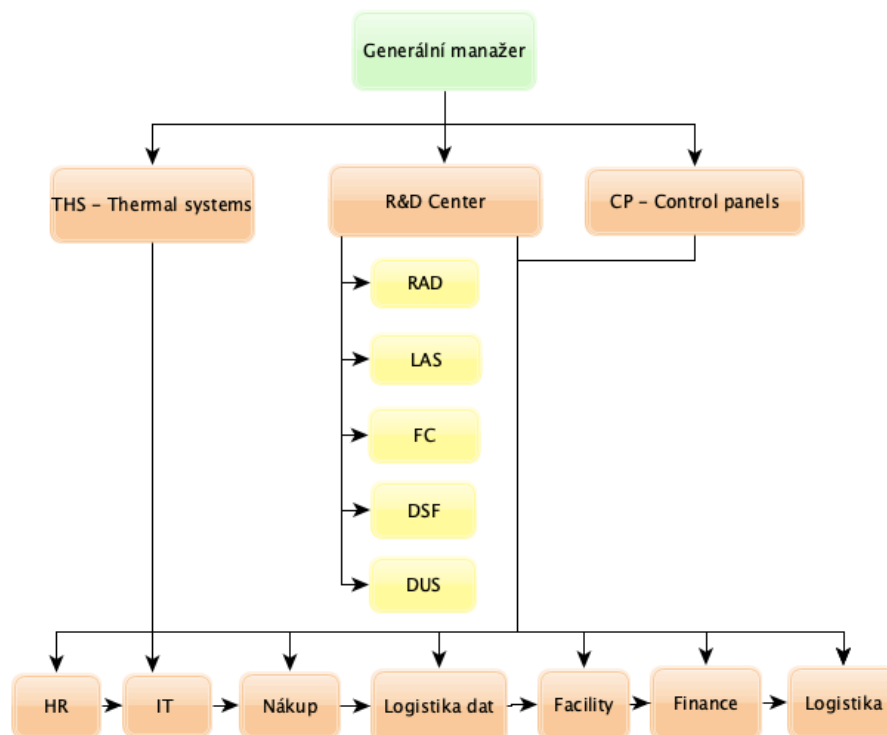 Generální manažer
THS – Thermal systems
R&D Center
CP – Control panels
RAD
LAS
FC
DSF
DUS
HR
IT
Nákup
Logistika dat
Facility
Finance
Logistika